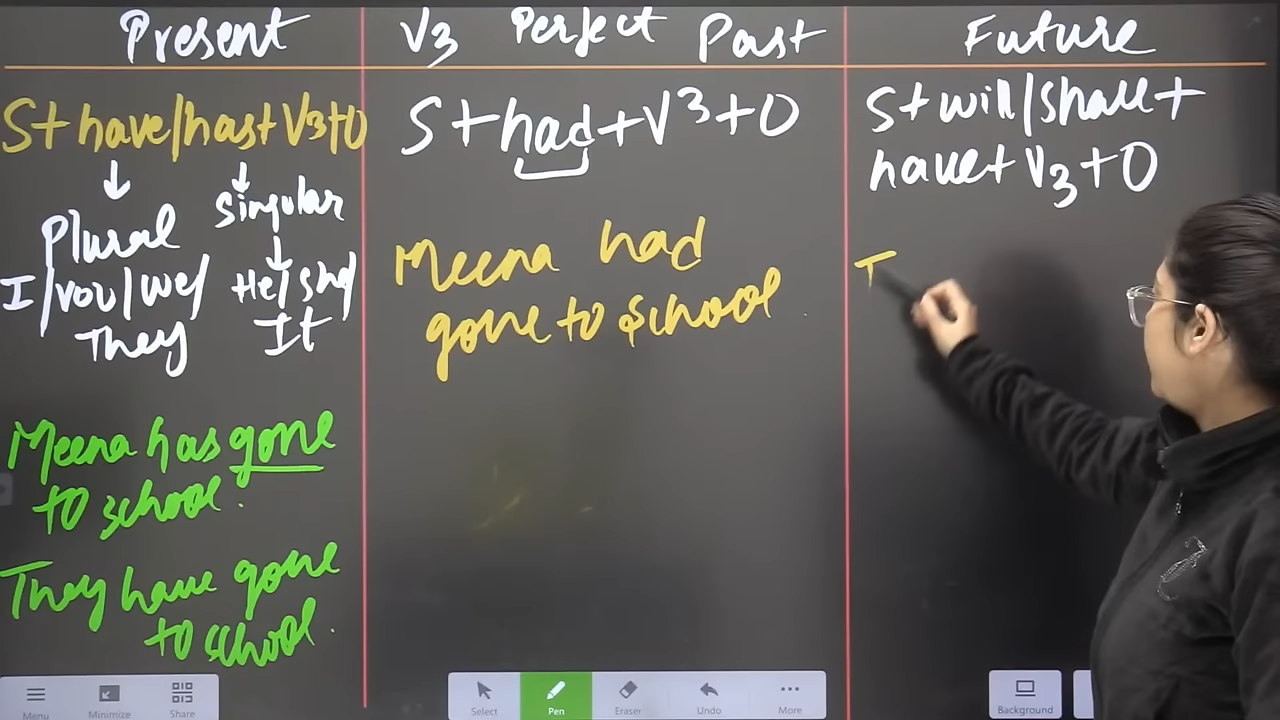 Present
V3 Perfect Past
Future
S+have/has+V3+O
Plural
I/You/We/
They
Singular
He/She/
It
Meena has gone
to school.
They have gone
to school.
S+had+V3+O
Meena had
gone to school
S+will/shall+
have+V3+O
T
Menu
Minimize
Share
Select
Pen
Eraser
Undo
More
Background